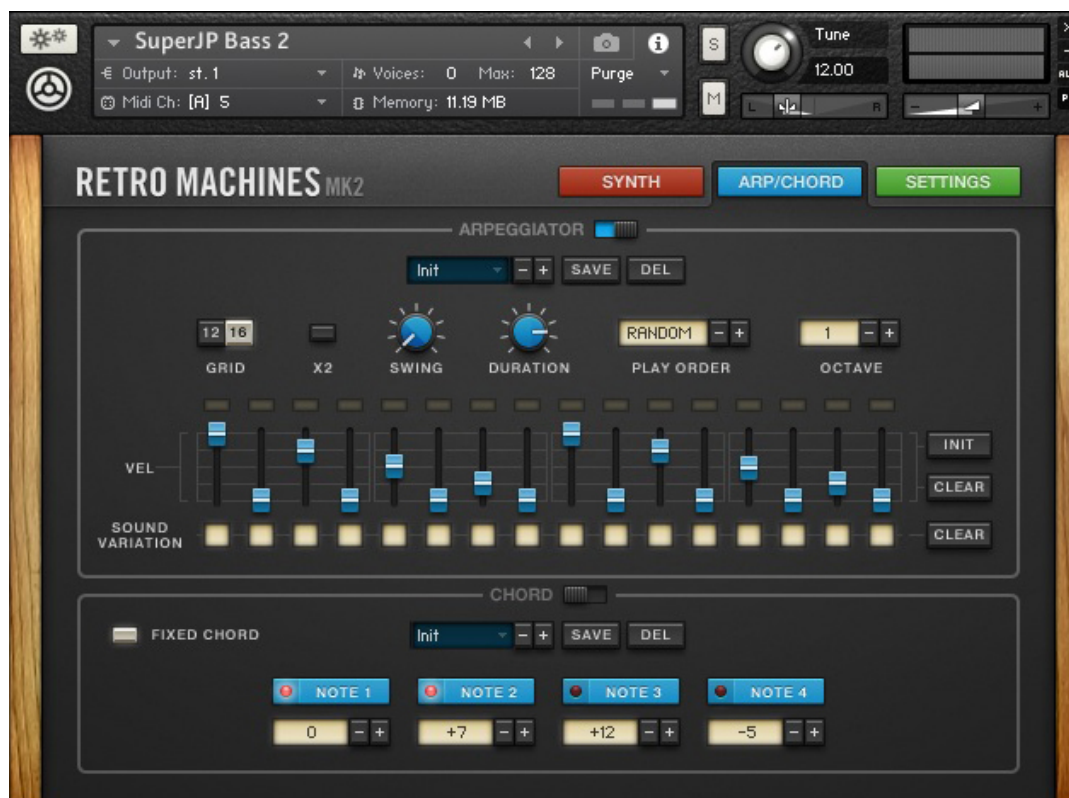 SuperJP Bass 2
S
Tune
Output: st.1
Voices: 0 Max: 128
Purge
12.00
Midi Ch: [A] 5
Memory: 11.19 MB
M
L
R
-
+
RETRO MACHINES MK2
SYNTH
ARP/CHORD
SETTINGS
ARPEGGIATOR
Init
- +
SAVE
DEL
12 16
RANDOM
- +
1
- +
GRID
X2
SWING
DURATION
PLAY ORDER
OCTAVE
VEL
INIT
CLEAR
SOUND
VARIATION
CLEAR
CHORD
FIXED CHORD
Init
- +
SAVE
DEL
NOTE 1
NOTE 2
NOTE 3
NOTE 4
0
- +
+7
- +
+12
- +
-5
- +